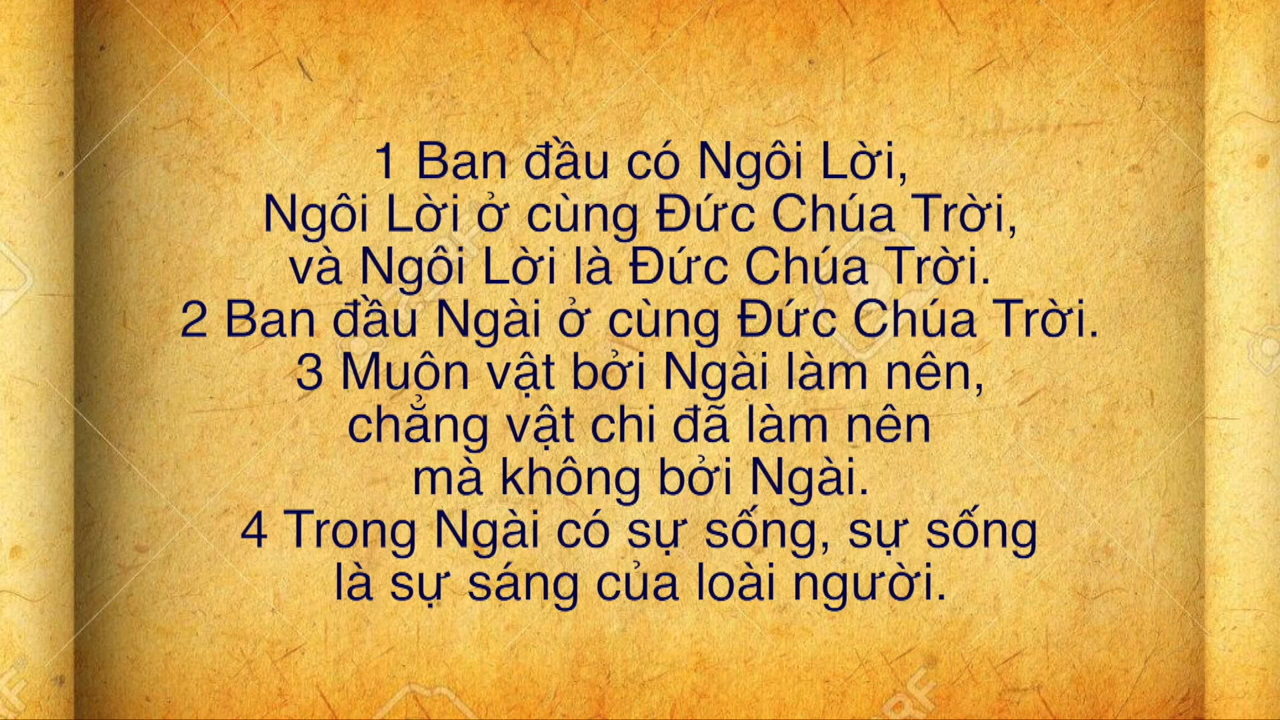 1 Ban đầu có Ngôi Lời,
Ngôi Lời ở cùng Đức Chúa Trời,
và Ngôi Lời là Đức Chúa Trời.
2 Ban đầu Ngài ở cùng Đức Chúa Trời.
3 Muôn vật bởi Ngài làm nên,
chẳng vật chi đã làm nên
mà không bởi Ngài.
4 Trong Ngài có sự sống, sự sống
là sự sáng của loài người.